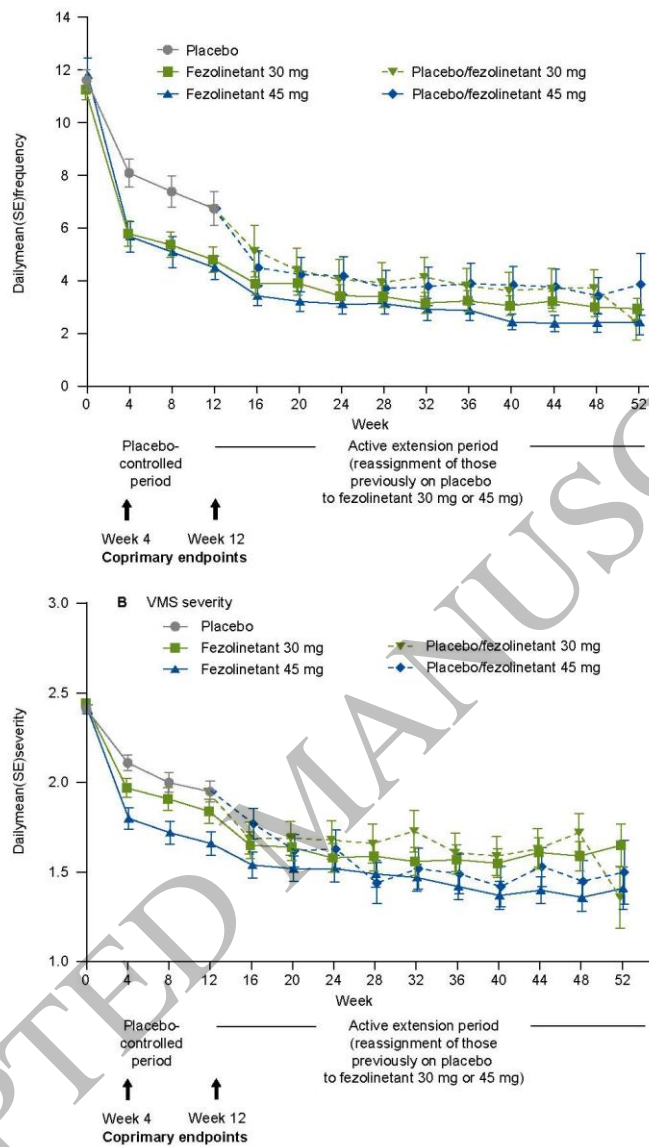 Placebo
Fezolinetant 30 mg
Placebo/fezolinetant 30 mg
Fezolinetant 45 mg
Placebo/fezolinetant 45 mg
Dailymean(SE)frequency
14
12
10
8
6
4
2
0
0 4 8 12 16 20 24 28 32 36 40 44 48 52
Week
Placebo-
controlled
period
Active extension period
(reassignment of those
previously on placebo
to fezolinetant 30 mg or 45 mg)
Week 4 Week 12
Coprimary endpoints
B VMS severity
Placebo
Fezolinetant 30 mg
Placebo/fezolinetant 30 mg
Fezolinetant 45 mg
Placebo/fezolinetant 45 mg
Dailymean(SE)severity
3.0
2.5
2.0
1.5
1.0
0 4 8 12 16 20 24 28 32 36 40 44 48 52
Week
Placebo-
controlled
period
Active extension period
(reassignment of those
previously on placebo
to fezolinetant 30 mg or 45 mg)
Week 4 Week 12
Coprimary endpoints
PTED MANUSC